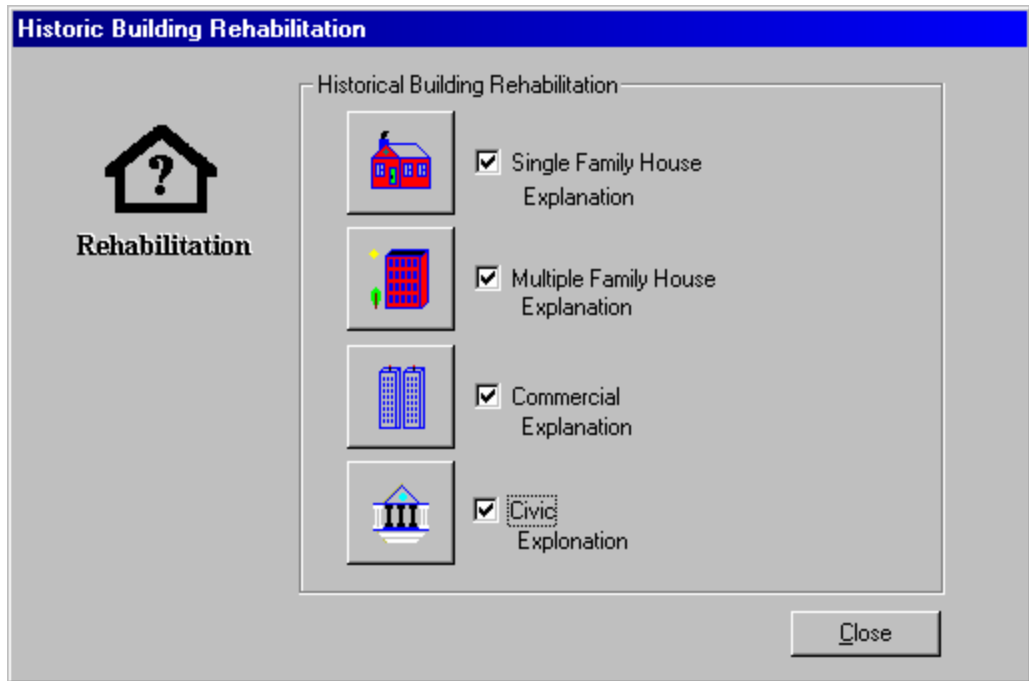 Historic Building Rehabilitation
Historical Building Rehabilitation
?
Rehabilitation
Single Family House
Explanation
Multiple Family House
Explanation
Commercial
Explanation
Civic
Explonation
Close